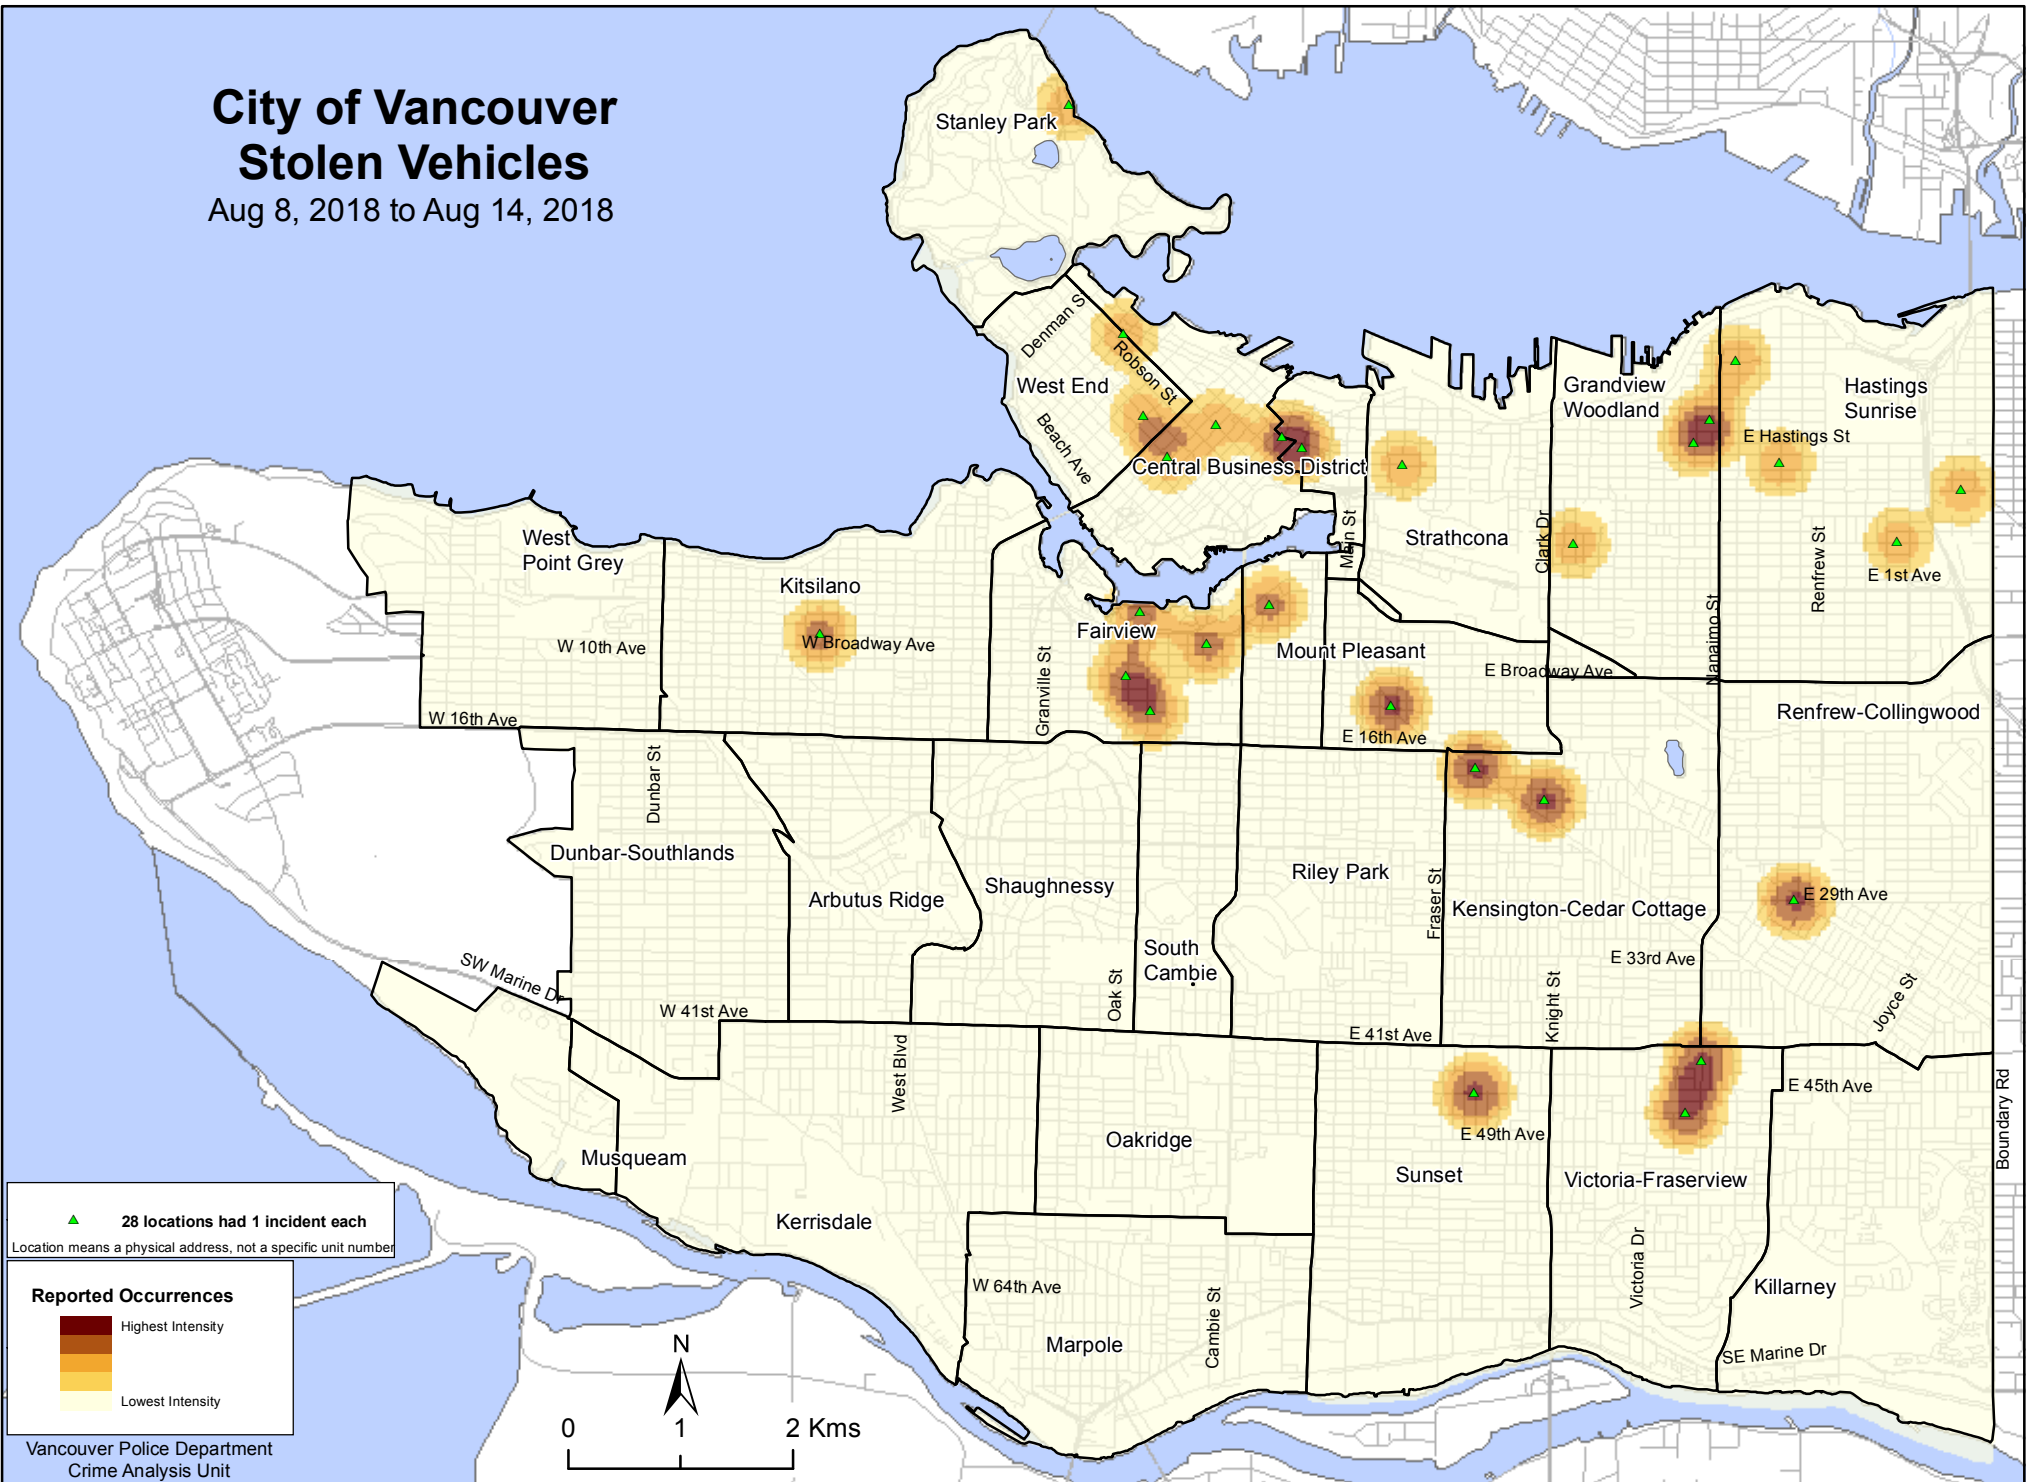 City of Vancouver
Stolen Vehicles
Aug 8, 2018 to Aug 14, 2018
Stanley Park
Denman S
Robson St
West End
Beach Ave
Central Business District
Grandview
Woodland
Hastings
Sunrise
E Hastings St
Strathcona
Main St
Clark Dr
Renfrew St
E 1st Ave
Nanaimo St
West
Point Grey
Kitsilano
W 10th Ave
W Broadway Ave
Fairview
Granville St
Mount Pleasant
E Broadway Ave
W 16th Ave
E 16th Ave
Renfrew-Collingwood
Dunbar St
Dunbar-Southlands
Arbutus Ridge
Shaughnessy
Riley Park
Fraser St
Kensington-Cedar Cottage
E 29th Ave
South
Cambie
E 33rd Ave
SW Marine Dr
W 41st Ave
Oak St
Knight St
Joyce St
E 41st Ave
West Blvd
E 45th Ave
Boundary Rd
Oakridge
E 49th Ave
Musqueam
Sunset
Victoria-Fraserview
Kerrisdale
Victoria Dr
W 64th Ave
Cambie St
Killarney
Marpole
SE Marine Dr
28 locations had 1 incident each
Location means a physical address, not a specific unit number
Reported Occurrences
Highest Intensity
Lowest Intensity
Vancouver Police Department
Crime Analysis Unit
N
0 1 2 Kms